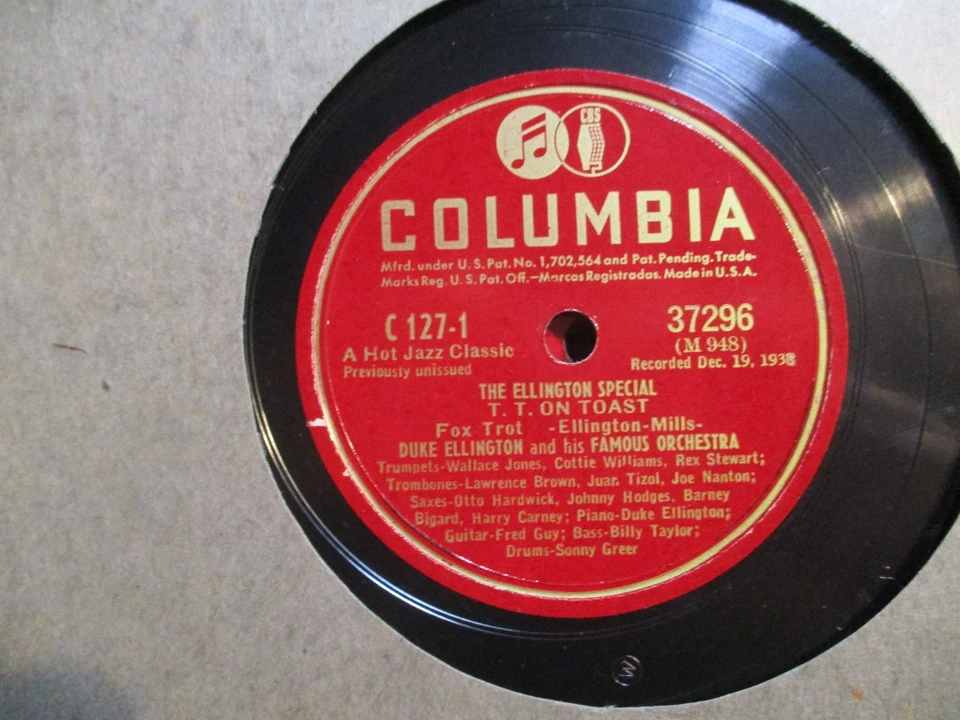 CBS
COLUMBIA
Mfrd. under U.S. Pat. No. 1,702,564 and Pat. Pending. Trade-
Marks Reg. U. S. Pat. Off.—Marcas Registradas. Made in U.S.A.
C 127-1
A Hot Jazz Classic
Previously unissued
37296
(M 948)
Recorded Dec. 19, 1938
THE ELLINGTON SPECIAL
T. T. ON TOAST
Fox Trot -Ellington-Mills-
DUKE ELLINGTON and his FAMOUS ORCHESTRA
Trumpets-Wallace Jones, Cottie Williams, Rex Stewart;
Trombones-Lawrence Brown, Juan Tizol, Joe Nanton;
Saxes-Otto Hardwick, Johnny Hodges, Barney
Bigard, Harry Carney; Piano-Duke Ellington;
Guitar-Fred Guy; Bass-Billy Taylor;
Drums-Sonny Greer